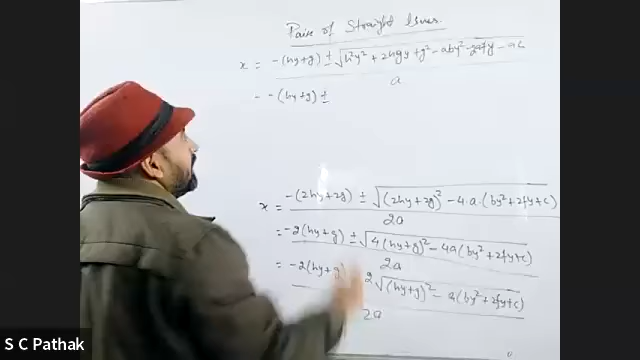 Pair of Straight lines.
x = -(hy+g) ± √h²y² + 2hgy + g² - aby² - 2afy - ac
a
= -(hy+g) ±
x = -(2hy+2g) ± √(2hy+2g)² - 4.a.(by²+2fy+c)
2a
= -2(hy+g) ± √4(hy+g)² - 4a(by²+2fy+c)
2a
= -2(hy+g) 2√(hy+g)² - a(by²+2fy+c)
2a
S C Pathak